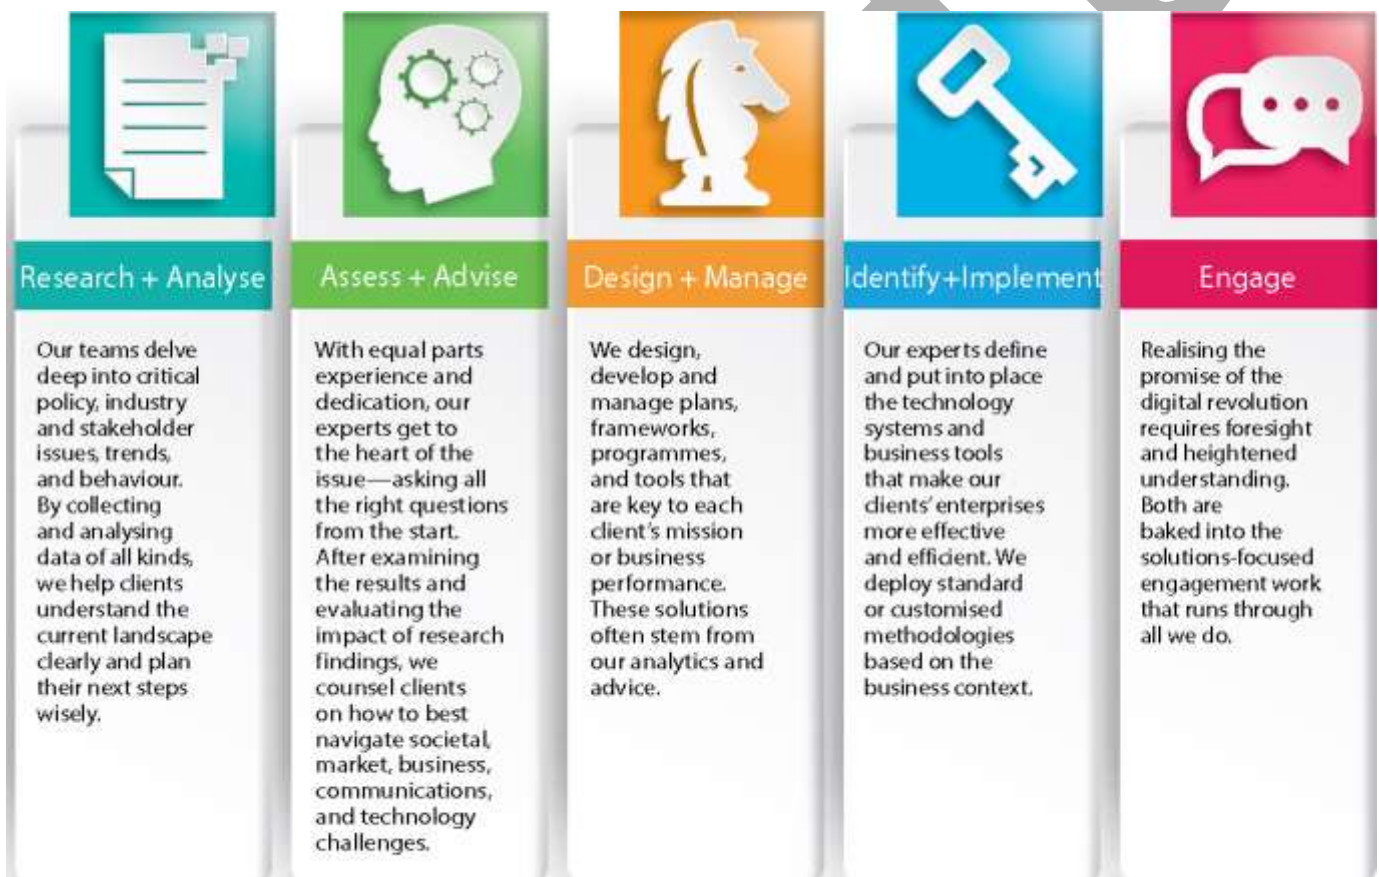 Research + Analyse
Our teams delve
deep into critical
policy, industry
and stakeholder
issues, trends,
and behaviour.
By collecting
and analysing
data of all kinds,
we help clients
understand the
current landscape
clearly and plan
their next steps
wisely.
Assess + Advise
With equal parts
experience and
dedication, our
experts get to
the heart of the
issue—asking all
the right questions
from the start.
After examining
the results and
evaluating the
impact of research
findings, we
counsel clients
on how to best
navigate societal,
market, business,
communications,
and technology
challenges.
Design + Manage
We design,
develop and
manage plans,
frameworks,
programmes,
and tools that
are key to each
client's mission
or business
performance.
These solutions
often stem from
our analytics and
advice.
Identify+Implement
Our experts define
and put into place
the technology
systems and
business tools
that make our
clients' enterprises
more effective
and efficient. We
deploy standard
or customised
methodologies
based on the
business context.
Engage
Realising the
promise of the
digital revolution
requires foresight
and heightened
understanding.
Both are
baked into the
solutions-focused
engagement work
that runs through
all we do.